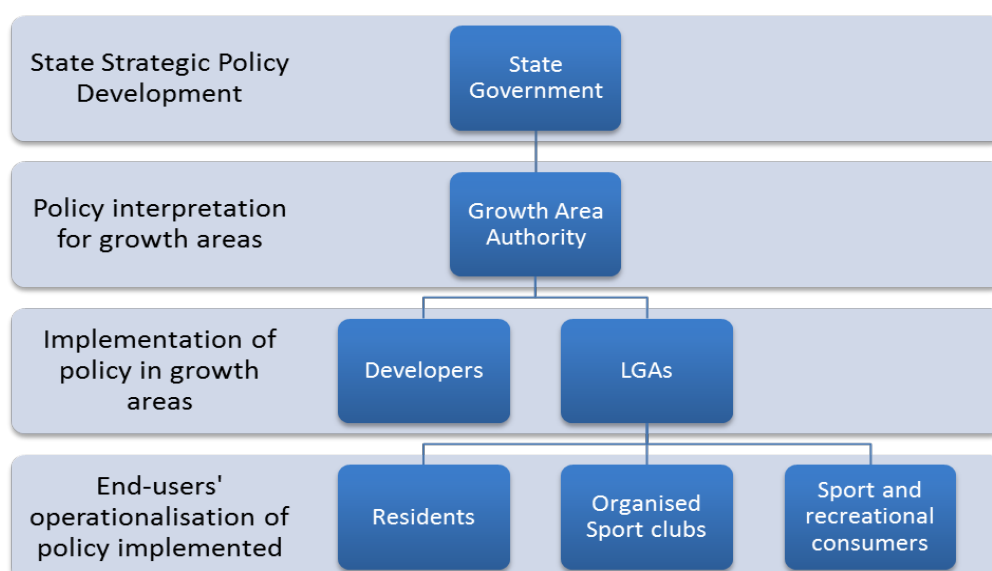 State Strategic Policy
Development
State
Government
Policy interpretation
for growth areas
Growth Area
Authority
Implementation of
policy in growth
areas
Developers
LGAs
End-users'
operationalisation of
policy implemented
Residents
Organised
Sport clubs
Sport and
recreational
consumers